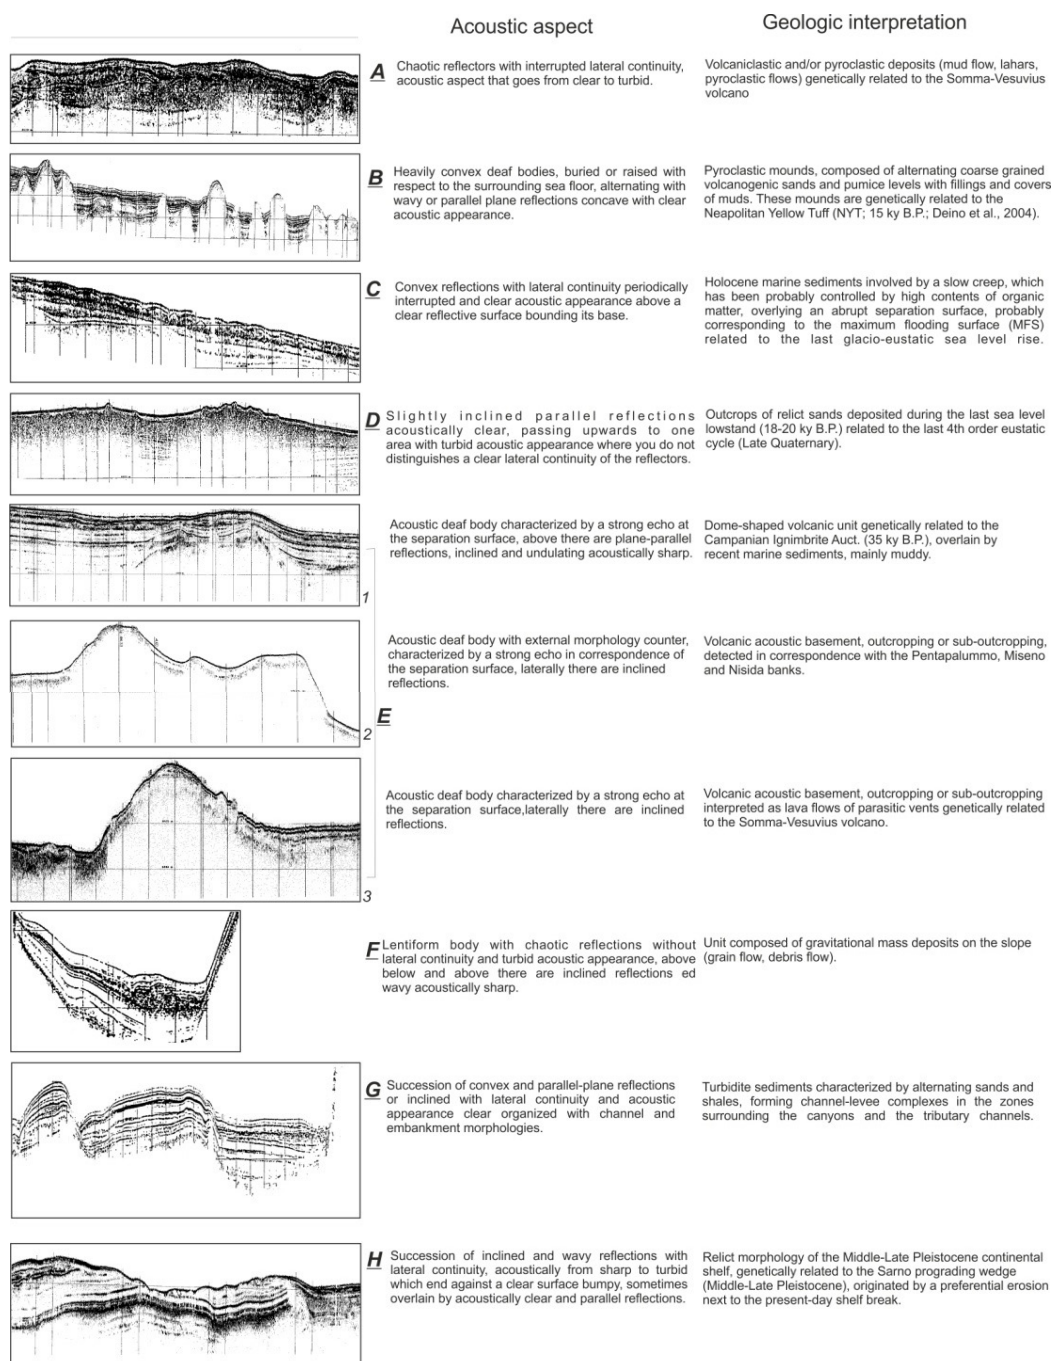 Acoustic aspect
Geologic interpretation
A
Chaotic reflectors with interrupted lateral continuity,
acoustic aspect that goes from clear to turbid.
Volcaniclastic and/or pyroclastic deposits (mud flow, lahars,
pyroclastic flows) genetically related to the Somma-Vesuvius
volcano
B
Heavily convex deaf bodies, buried or raised with
respect to the surrounding sea floor, alternating with
wavy or parallel plane reflections concave with clear
acoustic appearance.
Pyroclastic mounds, composed of alternating coarse grained
volcanogenic sands and pumice levels with fillings and covers
of muds. These mounds are genetically related to the
Neapolitan Yellow Tuff (NYT; 15 ky B.P.; Deino et al., 2004).
C
Convex reflections with lateral continuity periodically
interrupted and clear acoustic appearance above a
clear reflective surface bounding its base.
Holocene marine sediments involved by a slow creep, which
has been probably controlled by high contents of organic
matter, overlying an abrupt separation surface, probably
corresponding to the maximum flooding surface (MFS)
related to the last glacio-eustatic sea level rise.
D
Slightly inclined parallel reflections
acoustically clear, passing upwards to one
area with turbid acoustic appearance where you do not
distinguishes a clear lateral continuity of the reflectors.
Outcrops of relict sands deposited during the last sea level
lowstand (18-20 ky B.P.) related to the last 4th order eustatic
cycle (Late Quaternary).
Acoustic deaf body characterized by a strong echo at
the separation surface, above there are plane-parallel
reflections, inclined and undulating acoustically sharp.
Dome-shaped volcanic unit genetically related to the
Campanian Ignimbrite Auct. (35 ky B.P.), overlain by
recent marine sediments, mainly muddy.
1
Acoustic deaf body with external morphology counter,
characterized by a strong echo in correspondence of
the separation surface, laterally there are inclined
reflections.
Volcanic acoustic basement, outcropping or sub-outcropping,
detected in correspondence with the Pentapalummo, Miseno
and Nisida banks.
E
2
Acoustic deaf body characterized by a strong echo at
the separation surface,laterally there are inclined
reflections.
Volcanic acoustic basement, outcropping or sub-outcropping
interpreted as lava flows of parasitic vents genetically related
to the Somma-Vesuvius volcano.
3
F
Lentiform body with chaotic reflections without
lateral continuity and turbid acoustic appearance, above
below and above there are inclined reflections ed
wavy acoustically sharp.
Unit composed of gravitational mass deposits on the slope
(grain flow, debris flow).
G
Succession of convex and parallel-plane reflections
or inclined with lateral continuity and acoustic
appearance clear organized with channel and
embankment morphologies.
Turbidite sediments characterized by alternating sands and
shales, forming channel-levee complexes in the zones
surrounding the canyons and the tributary channels.
H
Succession of inclined and wavy reflections with
lateral continuity, acoustically from sharp to turbid
which end against a clear surface bumpy, sometimes
overlain by acoustically clear and parallel reflections.
Relict morphology of the Middle-Late Pleistocene continental
shelf, genetically related to the Sarno prograding wedge
(Middle-Late Pleistocene), originated by a preferential erosion
next to the present-day shelf break.